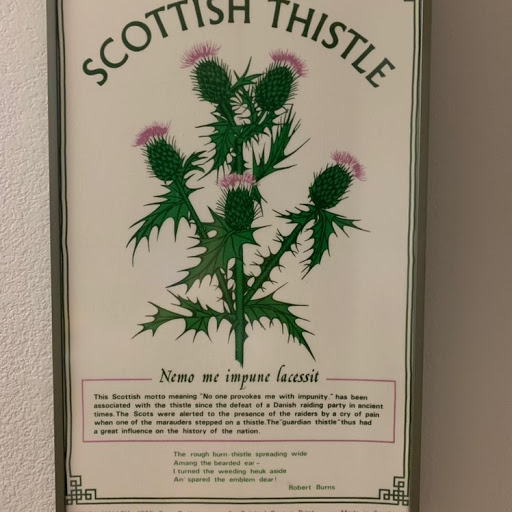 SCOTTISH THISTLE
Nemo me impune lacessit
This Scottish motto meaning "No one provokes me with impunity." has been
associated with the thistle since the defeat of a Danish raiding party in ancient
times. The Scots were alerted to the presence of the raiders by a cry of pain
when one of the marauders stepped on a thistle. The "guardian thistle" thus had
a great influence on the history of the nation.
The rough burr-thistle spreading wide
Amang the bearded ear –
I turned the weeding heuk aside
An' spared the emblem dear!
Robert Burns